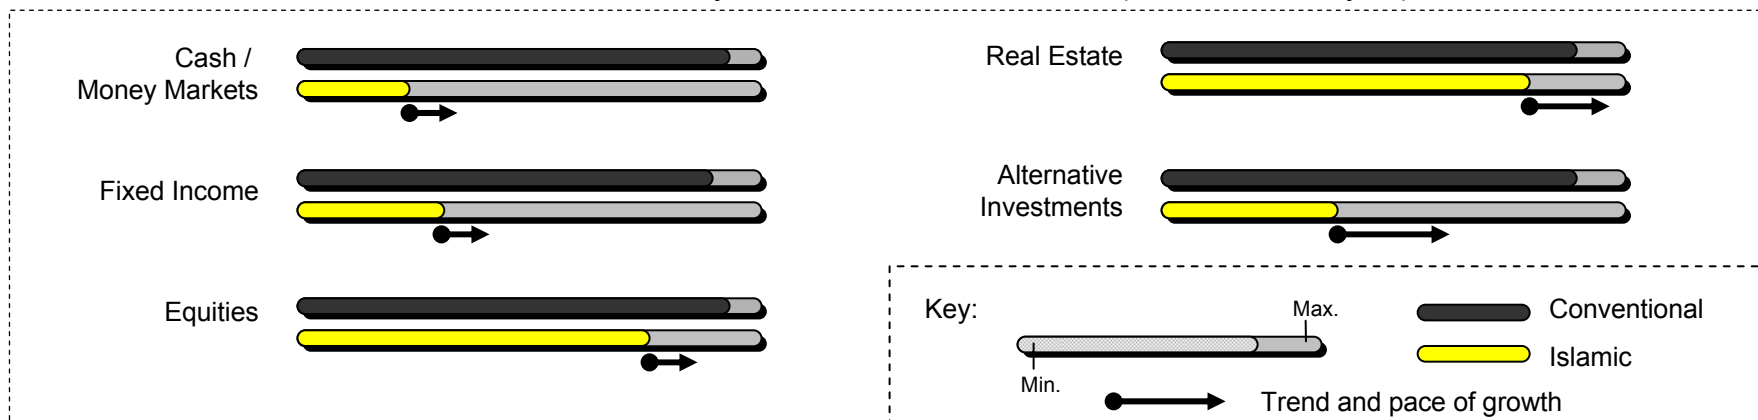 Cash /
Money Markets
Fixed Income
Equities
Real Estate
Alternative
Investments
Key:
Max.
Min.
Conventional
Islamic
Trend and pace of growth